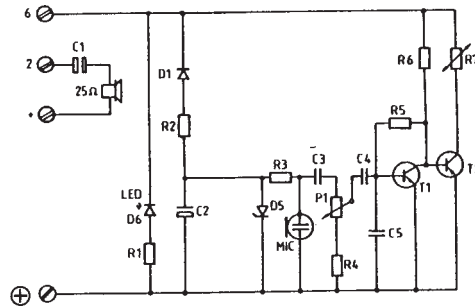 6
D1
R6
R7
C1
2
25Ω
+
R2
R5
R3
C3
C4
P1
T1
T
LED
D6
C2
D5
MiC
C5
R1
R4
⊕